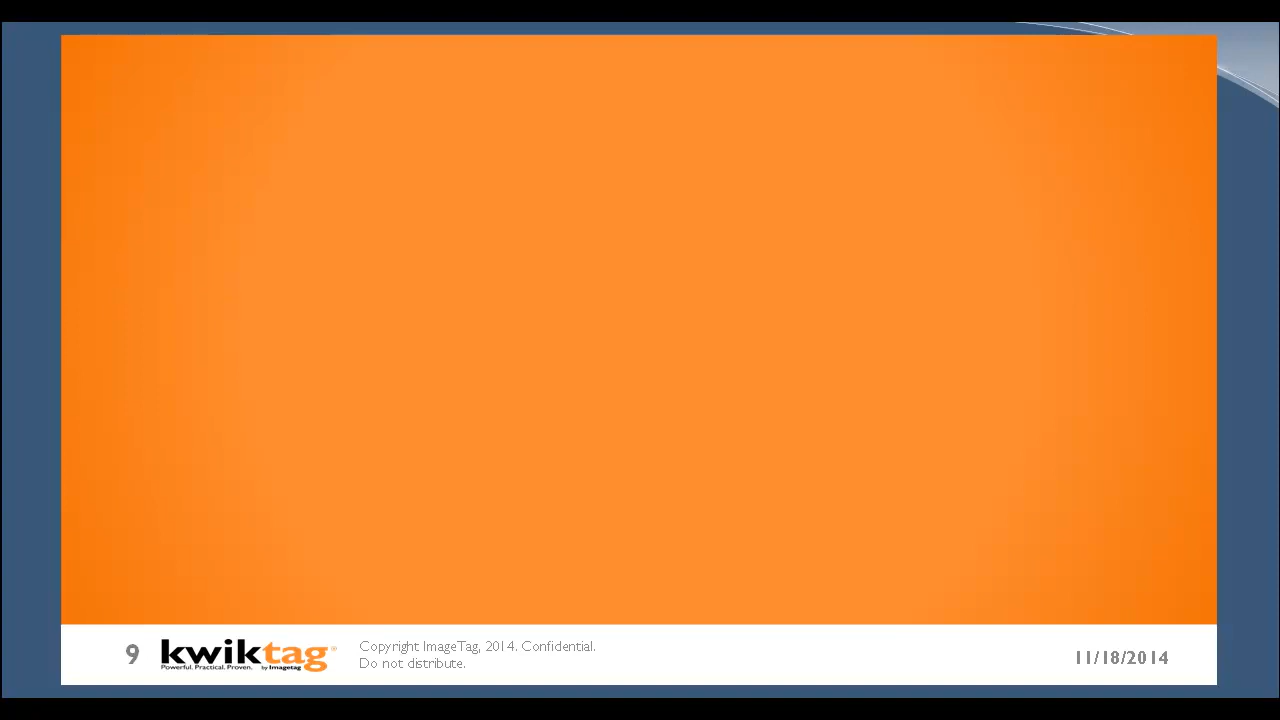 9
kwiktag®
Powerful. Practical. Proven. by Imagetag
Copyright ImageTag, 2014. Confidential.
Do not distribute.
11/18/2014